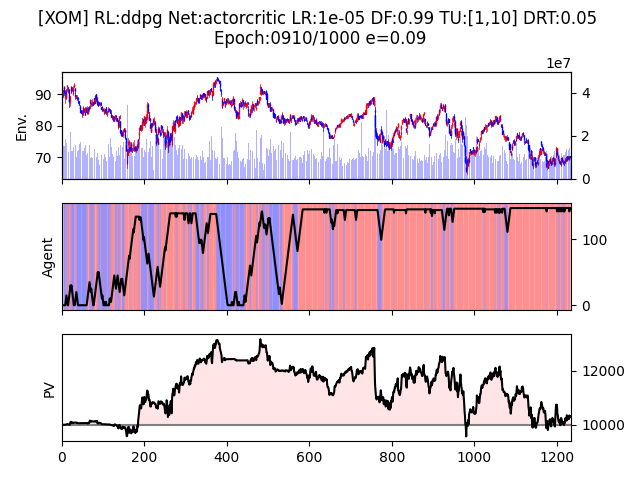 [XOM] RL:ddpg Net:actorcritic LR:1e-05 DF:0.99 TU:[1,10] DRT:0.05
Epoch:0910/1000 e=0.09
1e7
90
80
70
Env.
4
2
0
Agent
100
0
PV
12000
10000
0
200
400
600
800
1000
1200